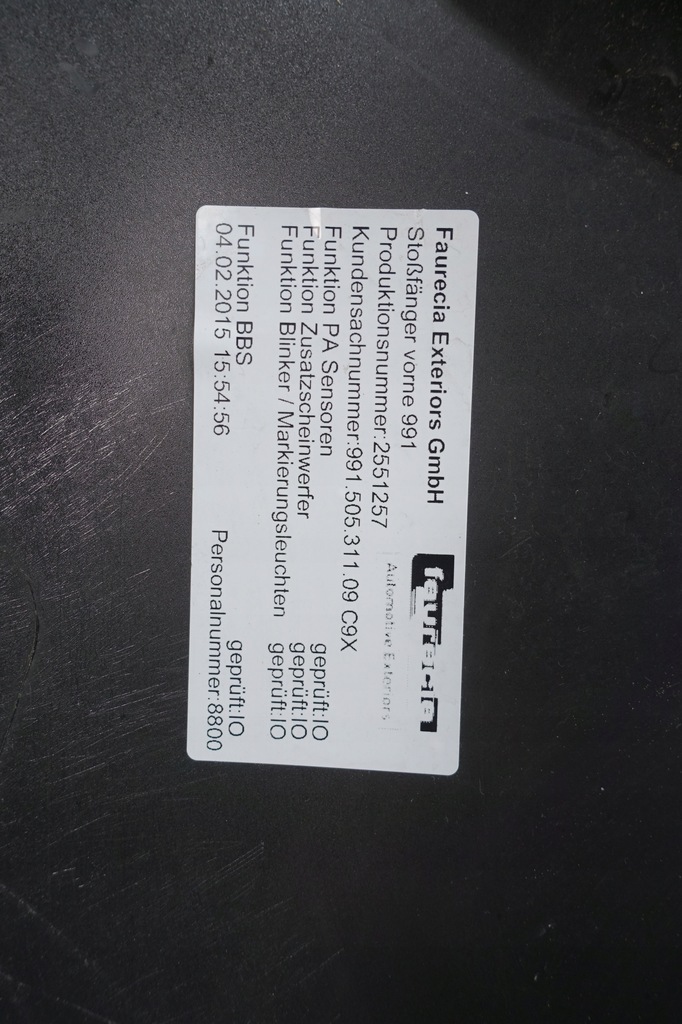 Faurecia Exteriors GmbH
faurecia
Automotive Exteriors
Stoßfänger vorne 991
Produktionsnummer:2551257
Kundensachnummer:991.505.311.09 C9X
Funktion PA Sensoren geprüft:IO
Funktion Zusatzscheinwerfer geprüft:IO
Funktion Blinker / Markierungsleuchten geprüft:IO
Funktion BBS geprüft:IO
04.02.2015 15:54:56 Personalnummer:8800